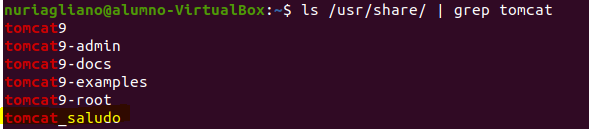 nuriagliano@alumno-VirtualBox:~$ ls /usr/share/ | grep tomcat
tomcat9
tomcat9-admin
tomcat9-docs
tomcat9-examples
tomcat9-root
tomcat_saludo